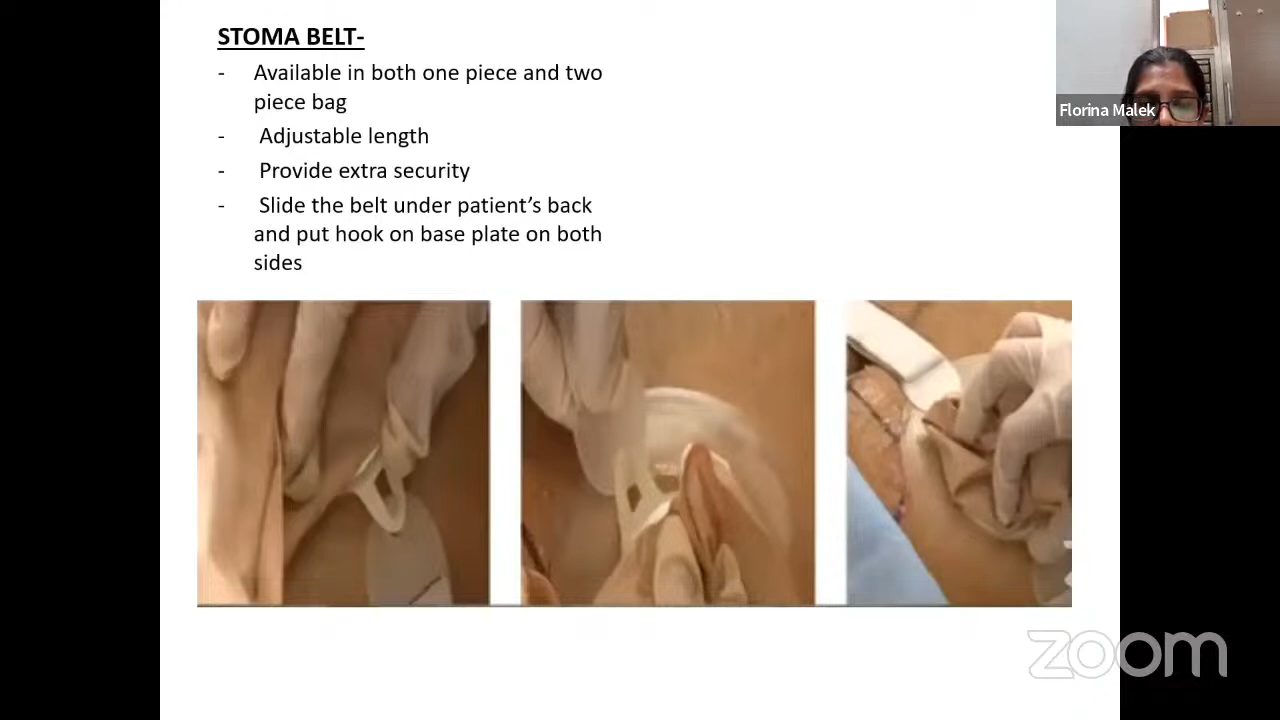 STOMA BELT-
- Available in both one piece and two
piece bag
- Adjustable length
- Provide extra security
- Slide the belt under patient’s back
and put hook on base plate on both
sides
Florina Malek
zoom